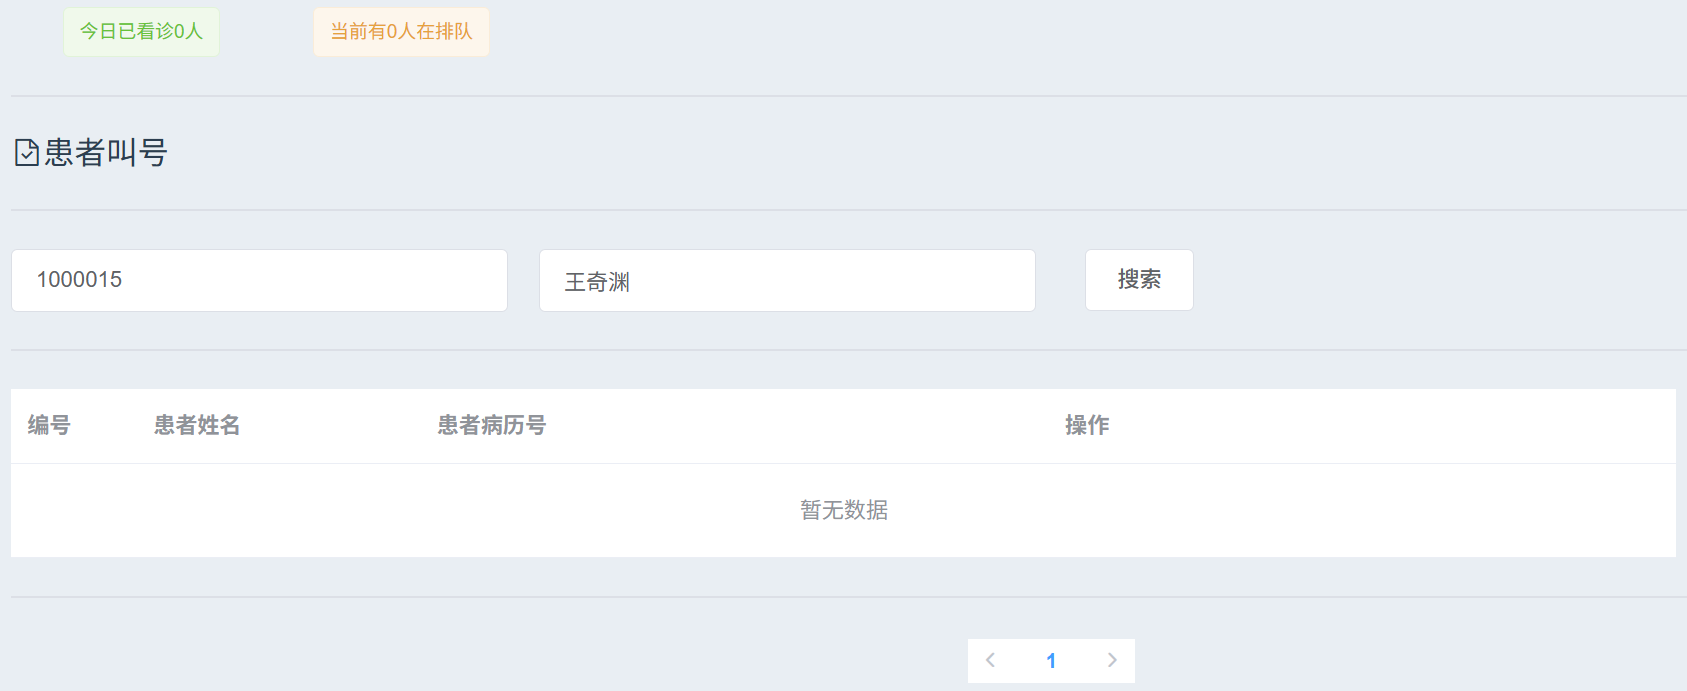 今日已看诊0人 当前有0人在排队
患者叫号
1000015 王奇渊 搜索
编号 患者姓名 患者病历号 操作
暂无数据
1